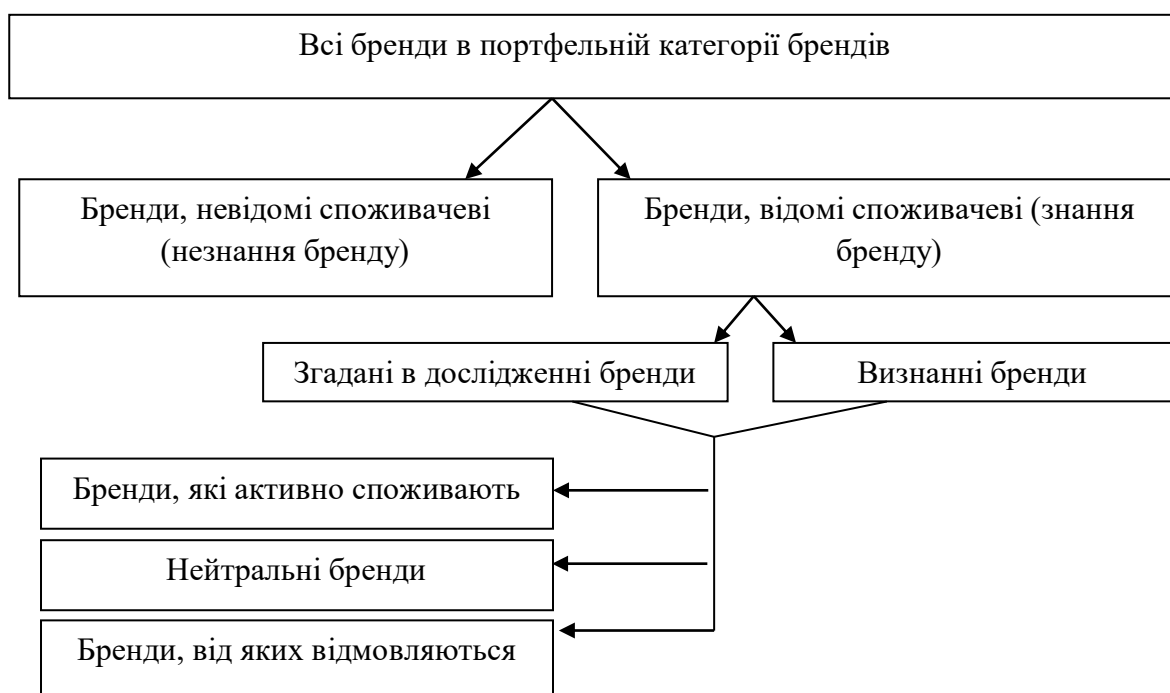 Всі бренди в портфельній категорії брендів
Бренди, невідомі споживачеві
(незнання бренду)
Бренди, відомі споживачеві (знання
бренду)
Згадані в дослідженні бренди
Визнанні бренди
Бренди, які активно споживають
Нейтральні бренди
Бренди, від яких відмовляються